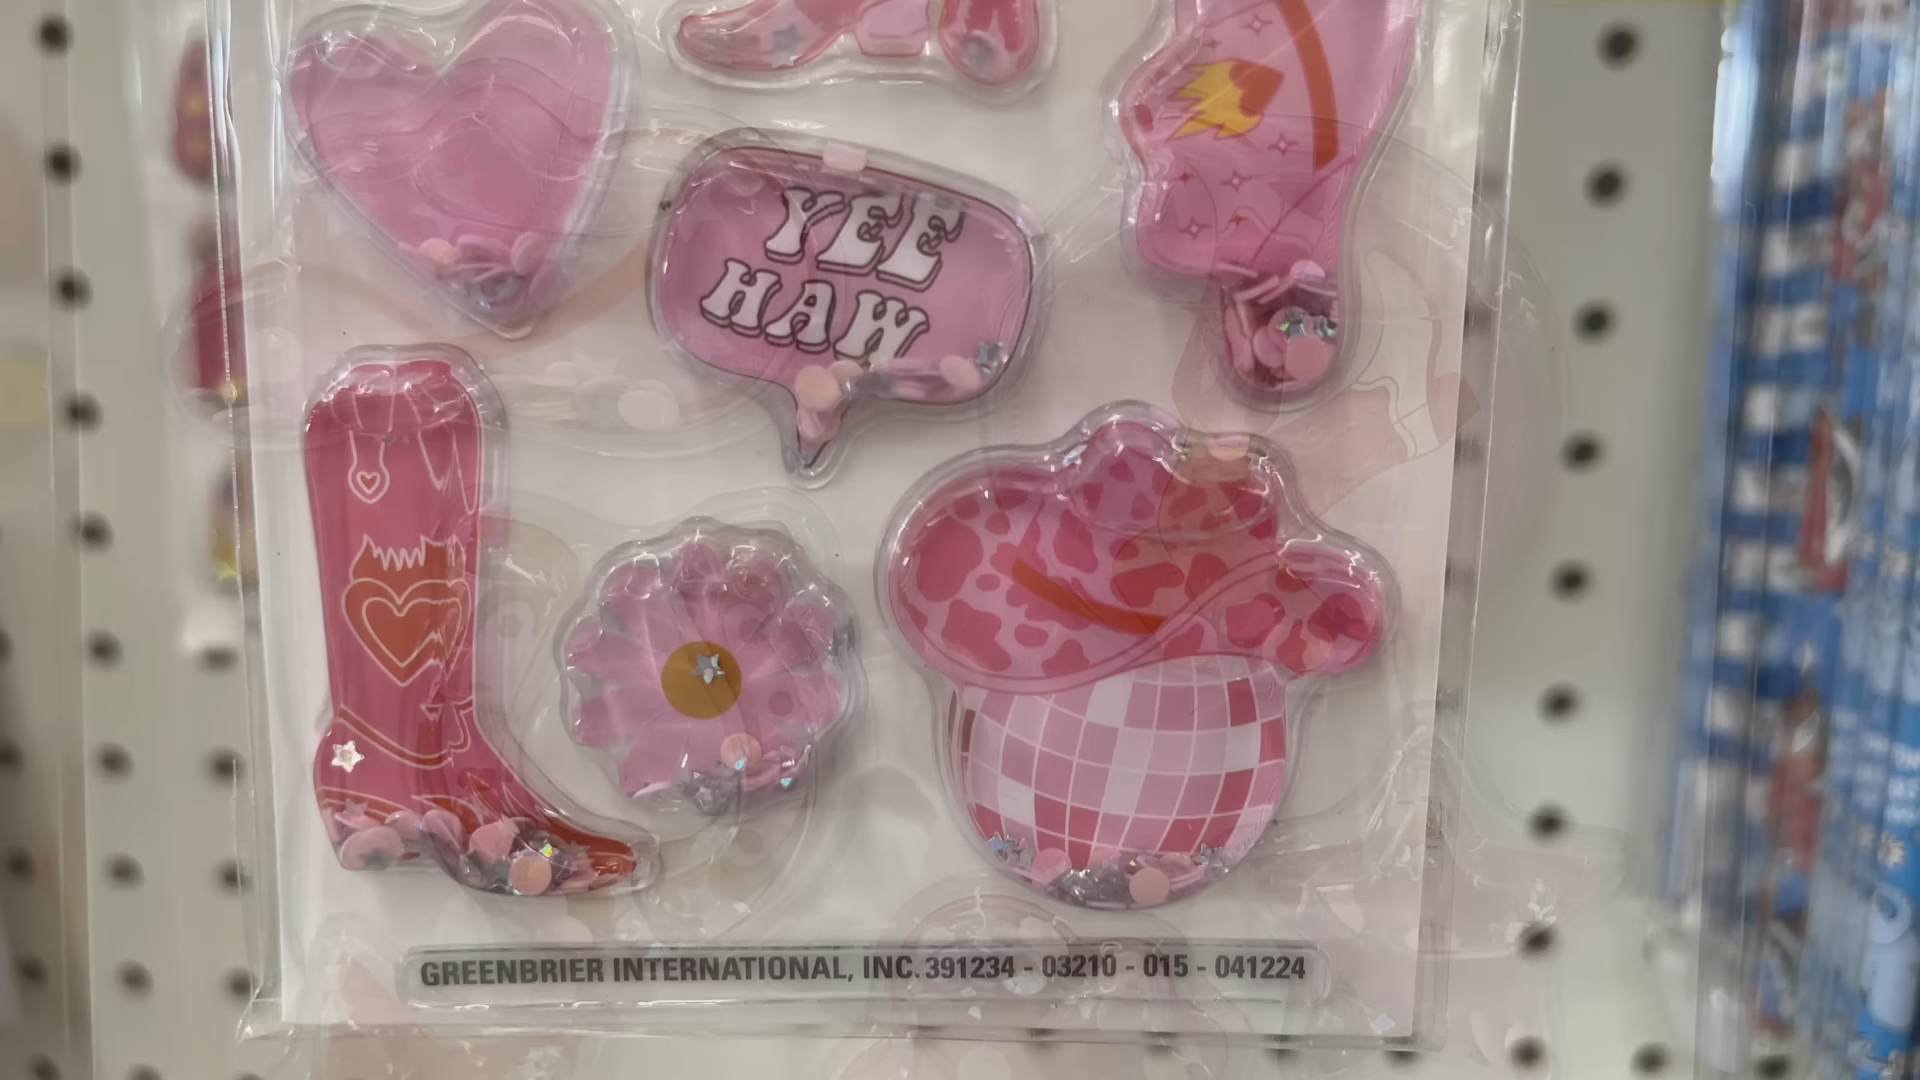 YEE
HAW
GREENBRIER INTERNATIONAL, INC. 391234 - 03210 - 015 - 041224